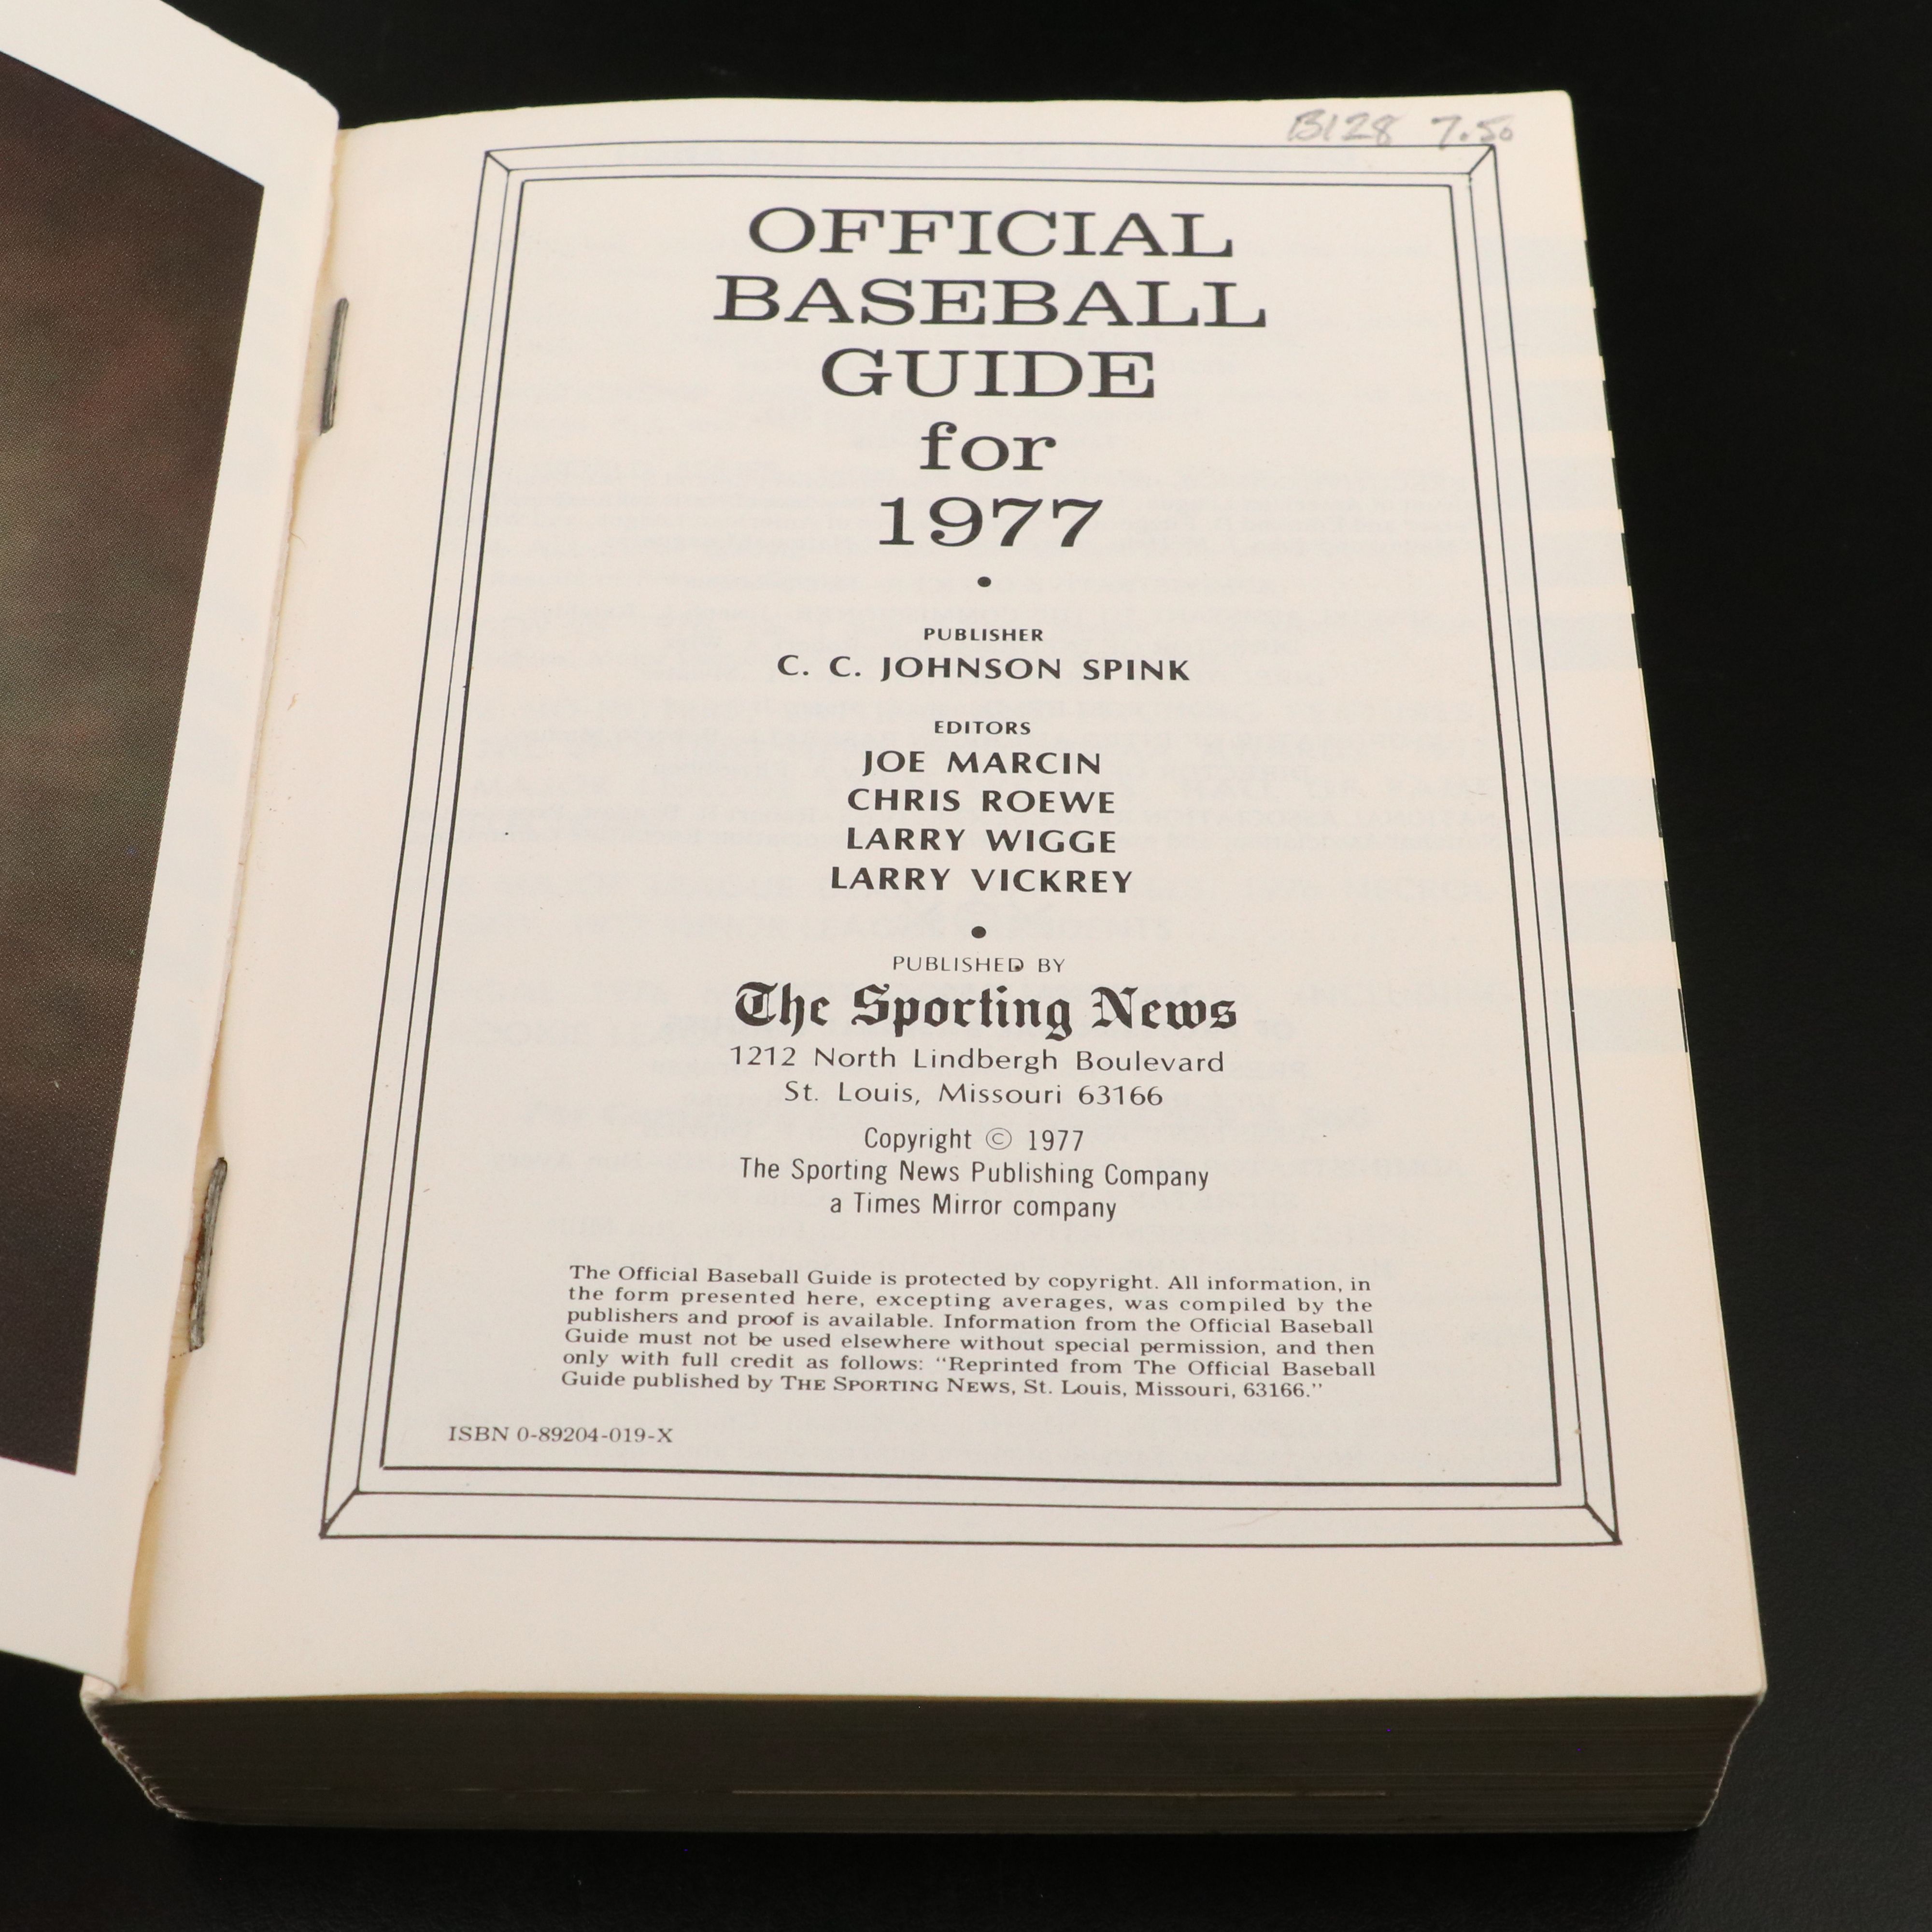 B128 7.50
OFFICIAL
BASEBALL
GUIDE
for
1977
•
PUBLISHER
C. C. JOHNSON SPINK
EDITORS
JOE MARCIN
CHRIS ROEWE
LARRY WIGGE
LARRY VICKREY
•
PUBLISHED BY
The Sporting News
1212 North Lindbergh Boulevard
St. Louis, Missouri 63166
Copyright © 1977
The Sporting News Publishing Company
a Times Mirror company
The Official Baseball Guide is protected by copyright. All information, in
the form presented here, excepting averages, was compiled by the
publishers and proof is available. Information from the Official Baseball
Guide must not be used elsewhere without special permission, and then
only with full credit as follows: “Reprinted from The Official Baseball
Guide published by THE SPORTING NEWS, St. Louis, Missouri, 63166.”
ISBN 0-89204-019-X